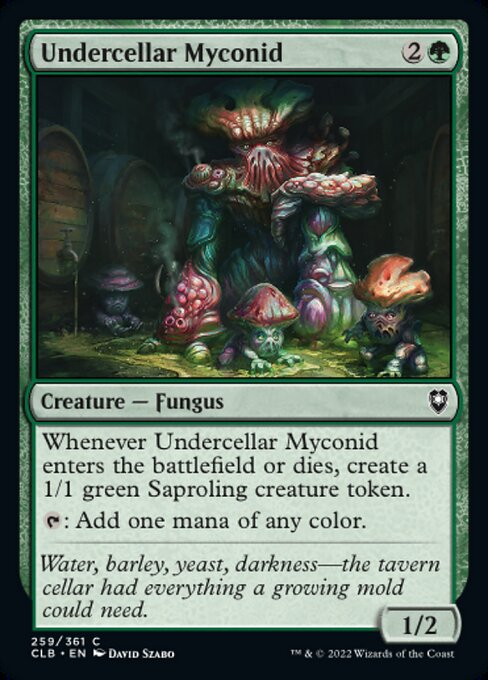 Undercellar Myconid 2
Creature — Fungus
Whenever Undercellar Myconid
enters the battlefield or dies, create a
1/1 green Saproling creature token.
: Add one mana of any color.
Water, barley, yeast, darkness—the tavern
cellar had everything a growing mold
could need.
1/2
259/361 C
CLB • EN David Szabo
™ & © 2022 Wizards of the Coast